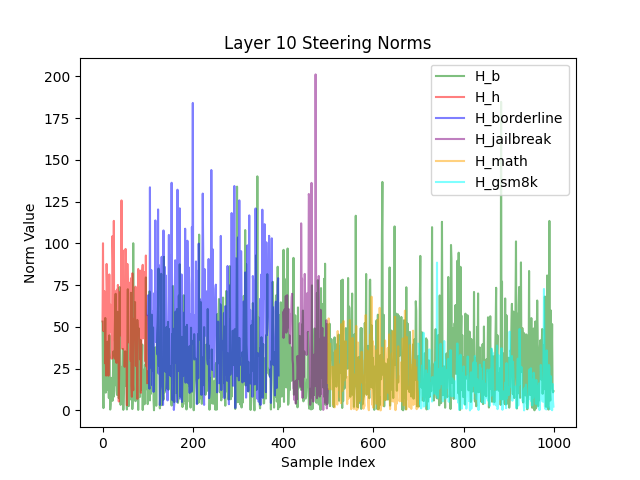 Layer 10 Steering Norms
Norm Value
200
175
150
125
100
75
50
25
0
H_b
H_h
H_borderline
H_jailbreak
H_math
H_gsm8k
0
200
400
600
800
1000
Sample Index